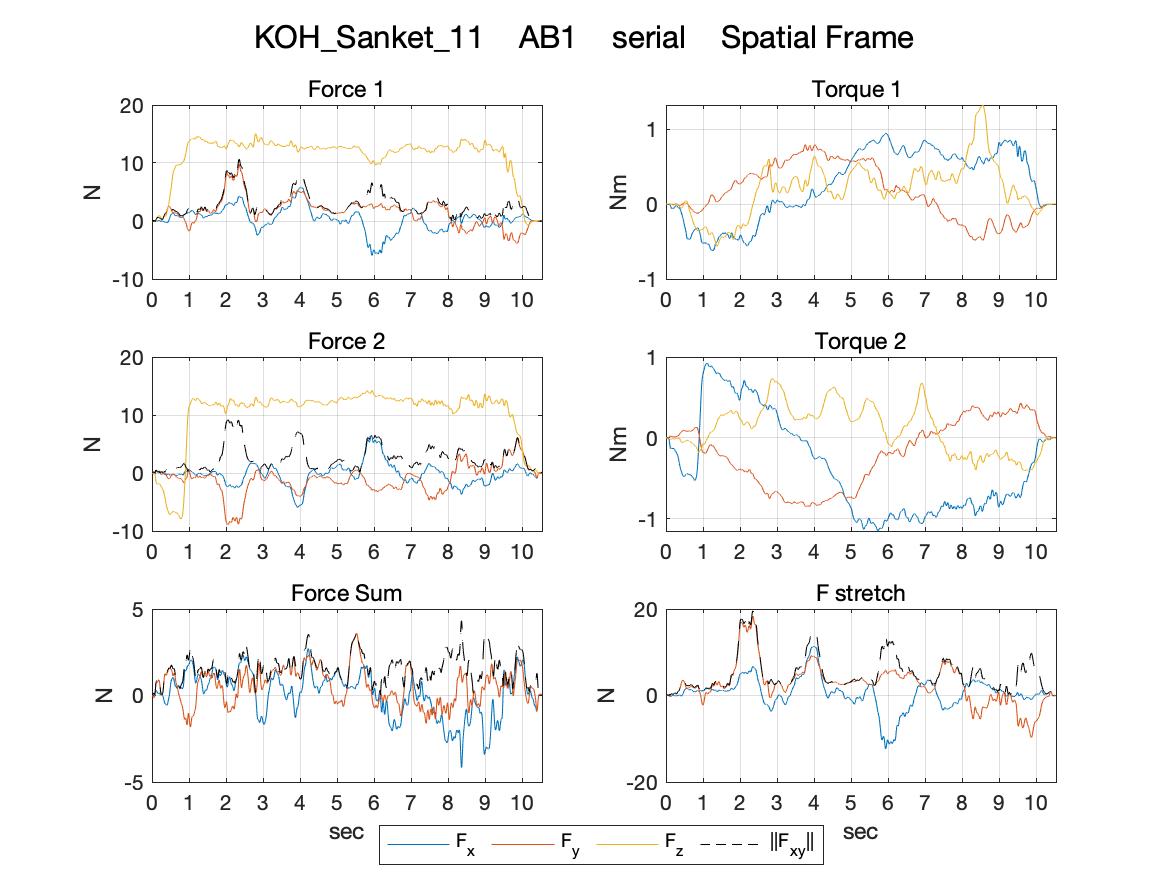 KOH_Sanket_11 AB1 serial Spatial Frame
Force 1
N
20
10
0
-10
0 1 2 3 4 5 6 7 8 9 10
Torque 1
Nm
1
0
-1
0 1 2 3 4 5 6 7 8 9 10
Force 2
N
20
10
0
-10
0 1 2 3 4 5 6 7 8 9 10
Torque 2
Nm
1
0
-1
0 1 2 3 4 5 6 7 8 9 10
Force Sum
N
5
0
-5
0 1 2 3 4 5 6 7 8 9 10
sec
F stretch
N
20
0
-20
0 1 2 3 4 5 6 7 8 9 10
sec
Fx Fy Fz ||Fxy||